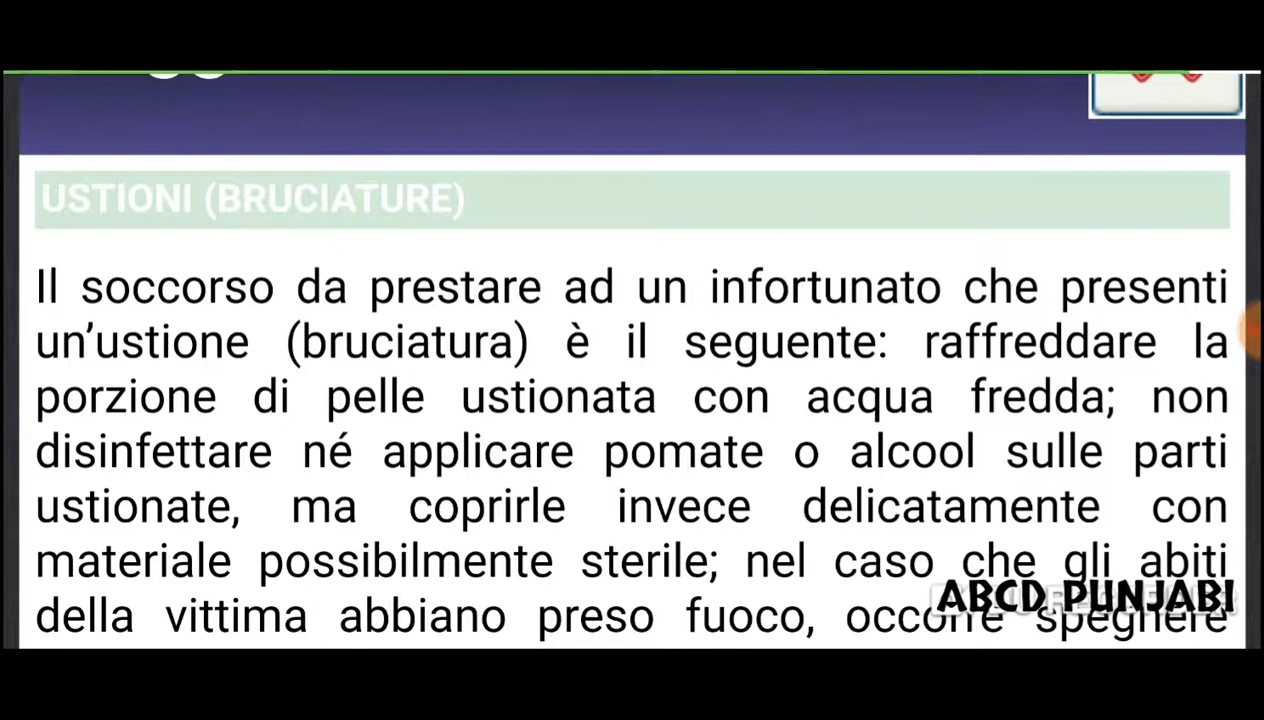 USTIONI (BRUCIATURE)
Il soccorso da prestare ad un infortunato che presenti
un’ustione (bruciatura) è il seguente: raffreddare la
porzione di pelle ustionata con acqua fredda; non
disinfettare né applicare pomate o alcool sulle parti
ustionate, ma coprirle invece delicatamente con
materiale possibilmente sterile; nel caso che gli abiti
della vittima abbiano preso fuoco, occorre spegnere
ABCD PUNJABI